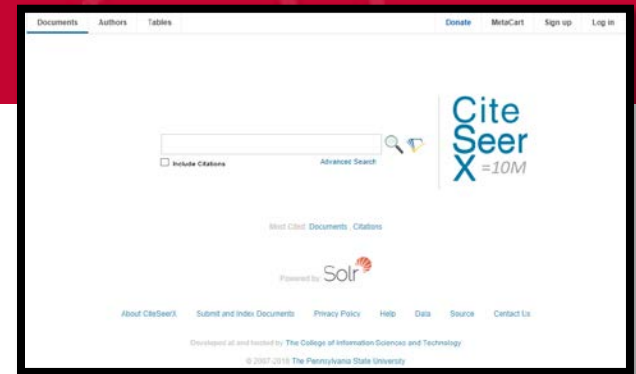 Documents Authors Tables Donate MetaCart Sign up Log in
Cite
Seer
X =10M
Include Citations Advanced Search
Most Cited: Documents, Citations
Powered by: Solr
About CiteSeerX Submit and Index Documents Privacy Policy Help Data Source Contact Us
Developed at and hosted by The College of Information Sciences and Technology
© 2007-2018 The Pennsylvania State University